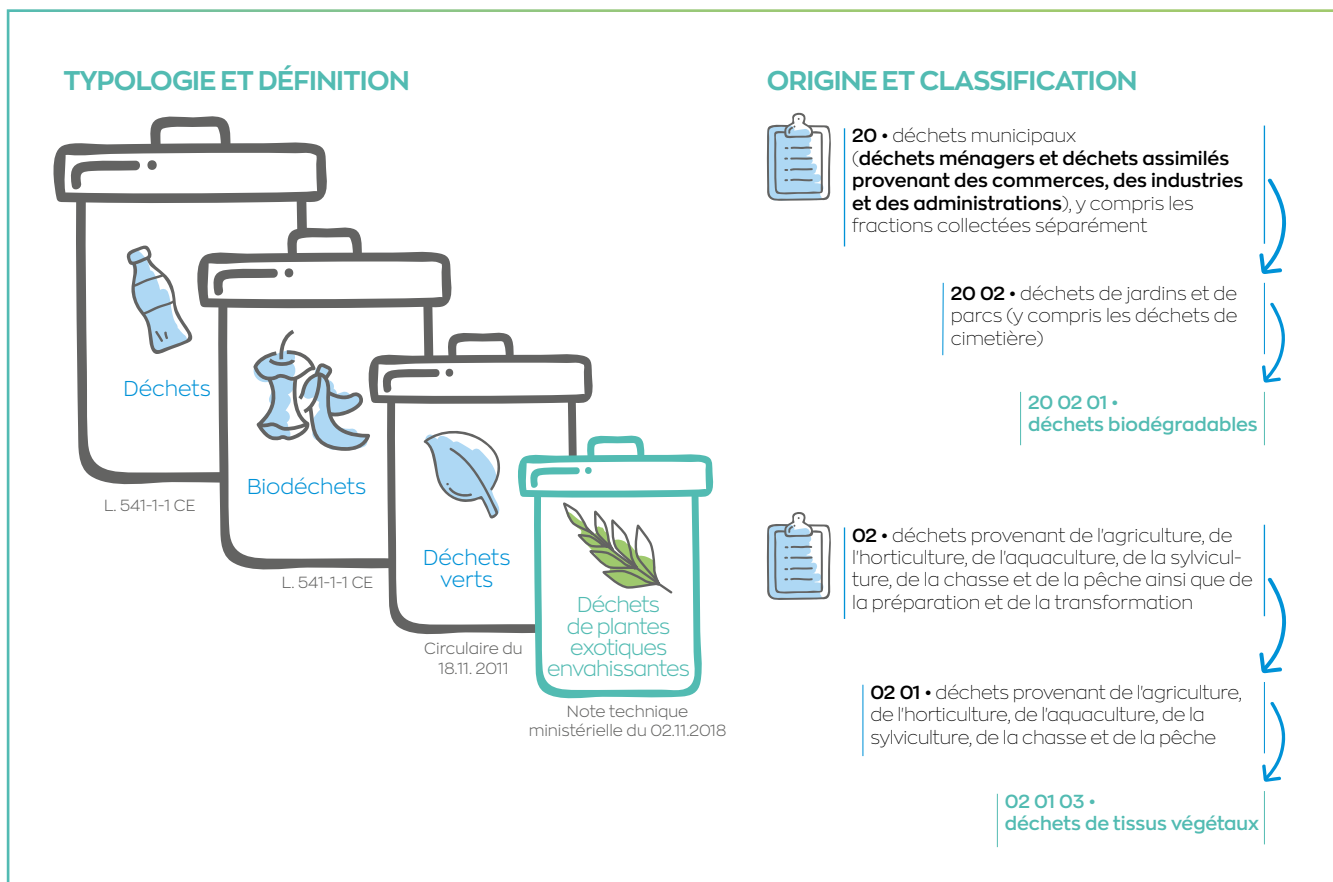 TYPOLOGIE ET DÉFINITION
Déchets
L. 541-1-1 CE
Biodéchets
L. 541-1-1 CE
Déchets
verts
Circulaire du
18.11. 2011
Déchets
de plantes
exotiques
envahissantes
Note technique
ministérielle du 02.11.2018
ORIGINE ET CLASSIFICATION
20 • déchets municipaux
(déchets ménagers et déchets assimilés
provenant des commerces, des industries
et des administrations), y compris les
fractions collectées séparément
20 02 • déchets de jardins et de
parcs (y compris les déchets de
cimetière)
20 02 01 •
déchets biodégradables
02 • déchets provenant de l'agriculture, de
l'horticulture, de l'aquaculture, de la sylvicul-
ture, de la chasse et de la pêche ainsi que de
la préparation et de la transformation
02 01 • déchets provenant de l'agriculture,
de l'horticulture, de l'aquaculture, de la
sylviculture, de la chasse et de la pêche
02 01 03 •
déchets de tissus végétaux